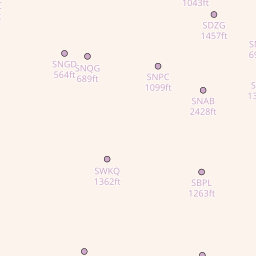 1043ft
SDZG
1457ft
SNGD
564ft
SNQG
689ft
SNPC
1099ft
SNAB
2428ft
SWKQ
1362ft
SBPL
1263ft